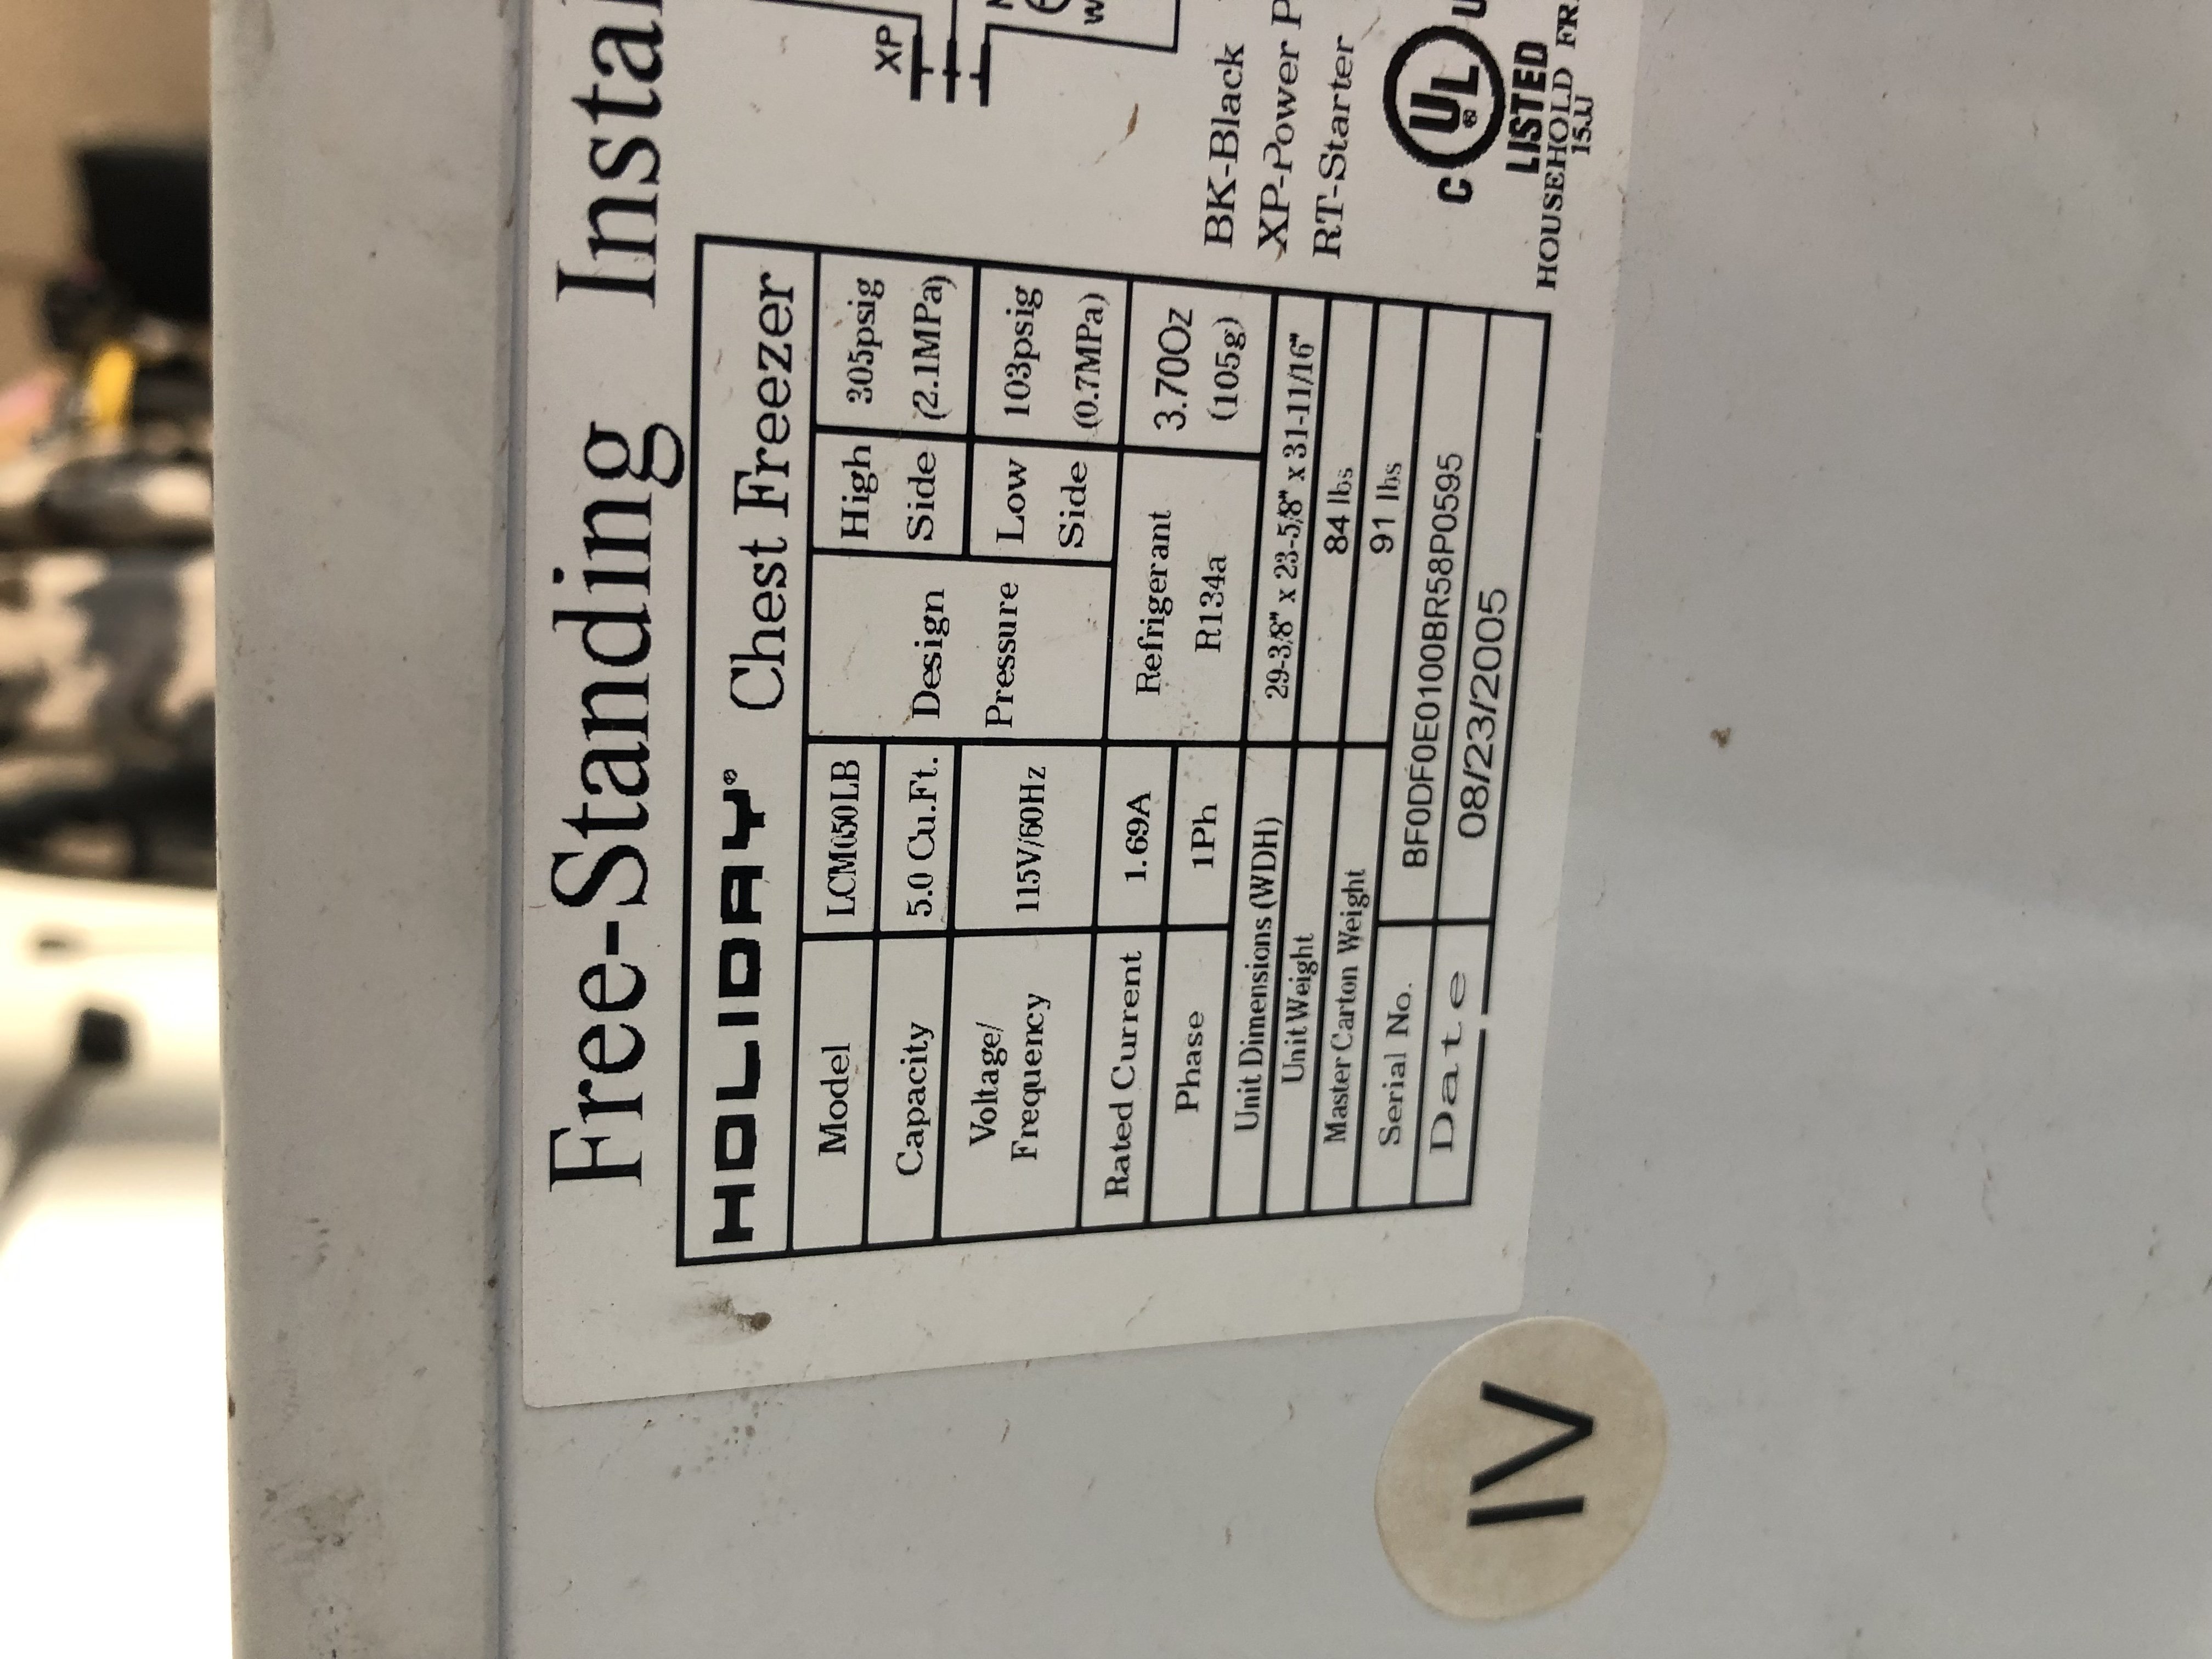 Free-Standing
HOLIDAY® Chest Freezer
Model LCM050LB
Capacity 5.0 Cu.Ft.
Voltage/
Frequency
115V/60Hz
Design
Pressure
High
Side
305psig
(2.1MPa)
Low
Side
103psig
(0.7MPa)
Rated Current 1.69A
Phase 1Ph
Refrigerant
R134a
3.70Oz
(105g)
Unit Dimensions (WDH) 29-3/8" x 23-5/8" x 31-11/16"
Unit Weight 84 lbs
Master Carton Weight 91 lbs
Serial No. BF0DF0E0100BR58P0595
Date 08/23/2005
XP
BK-Black
XP-Power
RT-Starter
C UL ®
LISTED
HOUSEHOLD
15JJ
IV